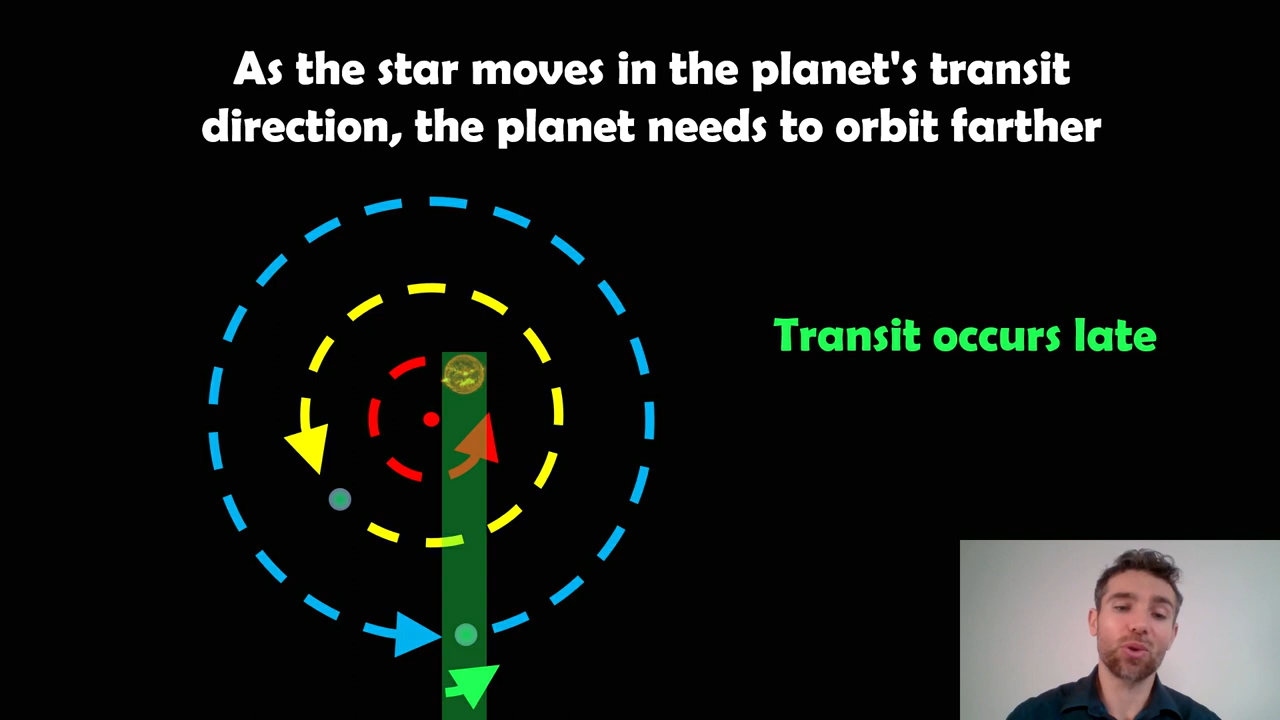 As the star moves in the planet's transit
direction, the planet needs to orbit farther
Transit occurs late